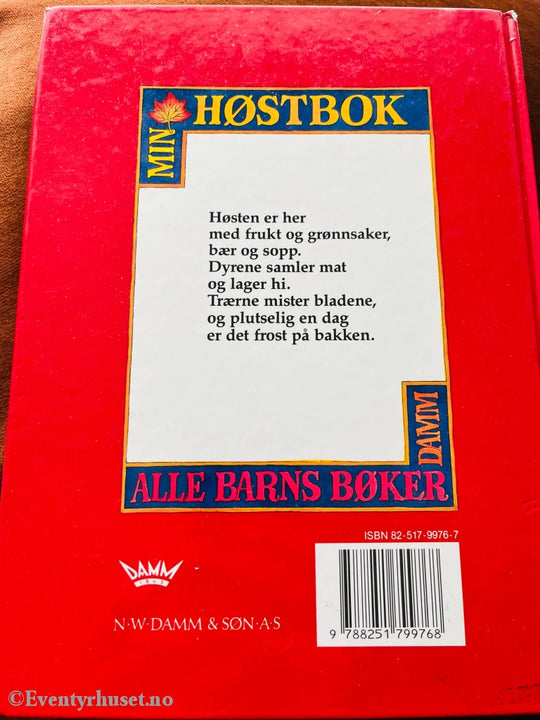 MIN HØSTBOK
Høsten er her
med frukt og grønnsaker,
bær og sopp.
Dyrene samler mat
og lager hi.
Trærne mister bladene,
og plutselig en dag
er det frost på bakken.
DAMM
ALLE BARNS BØKER
ISBN 82-517-9976-7
DAMM
1843
N·W·DAMM & SØN·A·S
9 788251 799768
©Eventyrhuset.no